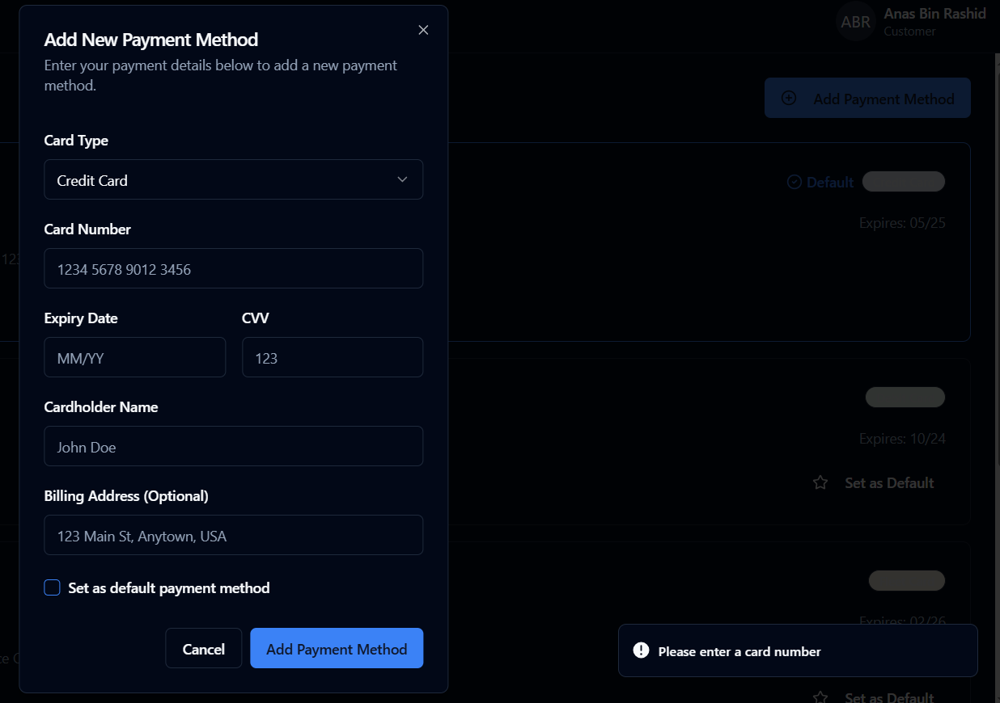 Add New Payment Method
Enter your payment details below to add a new payment
method.
Card Type
Credit Card
Card Number
1234 5678 9012 3456
Expiry Date CVV
MM/YY 123
Cardholder Name
John Doe
Billing Address (Optional)
123 Main St, Anytown, USA
Set as default payment method
Cancel Add Payment Method
ABR Anas Bin Rashid
Customer
Add Payment Method
Default
Expires: 05/25
Expires: 10/24
Set as Default
Expires: 02/26
Please enter a card number
Set as Default